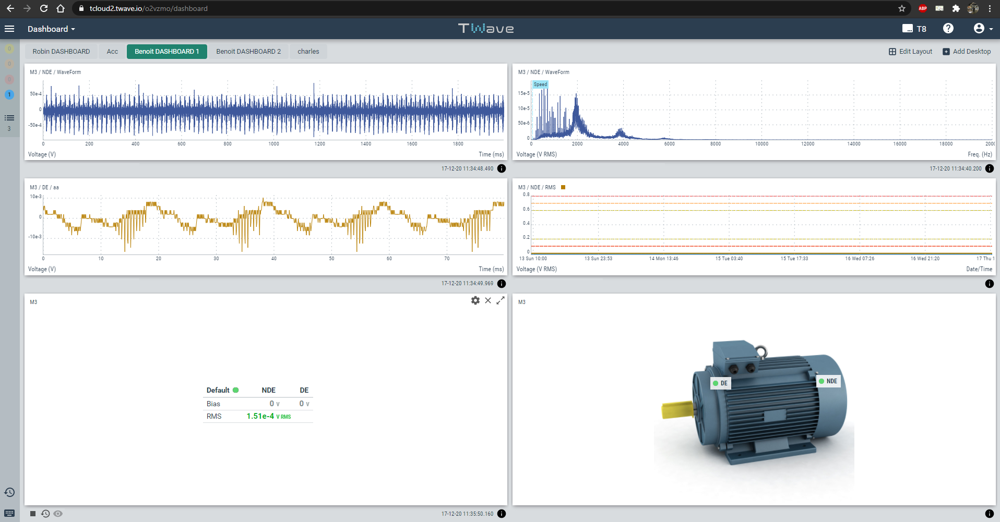 tcloud2.twave.io/o2vzmo/dashboard
ABP
Dashboard
TWave
T8
0
0
0
1
3
Robin DASHBOARD
Acc
Benoit DASHBOARD 1
Benoit DASHBOARD 2
charles
Edit Layout
Add Desktop
M3 / NDE / WaveForm
50e-4
0
-50e-4
0 200 400 600 800 1000 1200 1400 1600 1800
Voltage (V)
Time (ms)
17-12-20 11:34:48.490
M3 / NDE / WaveForm
Speed
15e-5
10e-5
50e-6
0
0 2000 4000 6000 8000 10000 12000 14000 16000 18000 2000
Voltage (V RMS)
Freq. (Hz)
17-12-20 11:34:40.200
M3 / DE / aa
10e-3
0
-10e-3
0 10 20 30 40 50 60 70
Voltage (V)
Time (ms)
17-12-20 11:34:49.969
M3 / NDE / RMS
0.8
0.6
0.4
0.2
0
13 Sun 10:00 13 Sun 23:53 14 Mon 13:46 15 Tue 03:40 15 Tue 17:33 16 Wed 07:26 16 Wed 21:20 17 Thu 1
Voltage (V RMS)
Date/Time
M3
Default NDE DE
Bias 0 V 0 V
RMS 1.51e-4 V RMS
17-12-20 11:35:50.160
M3
DE
NDE